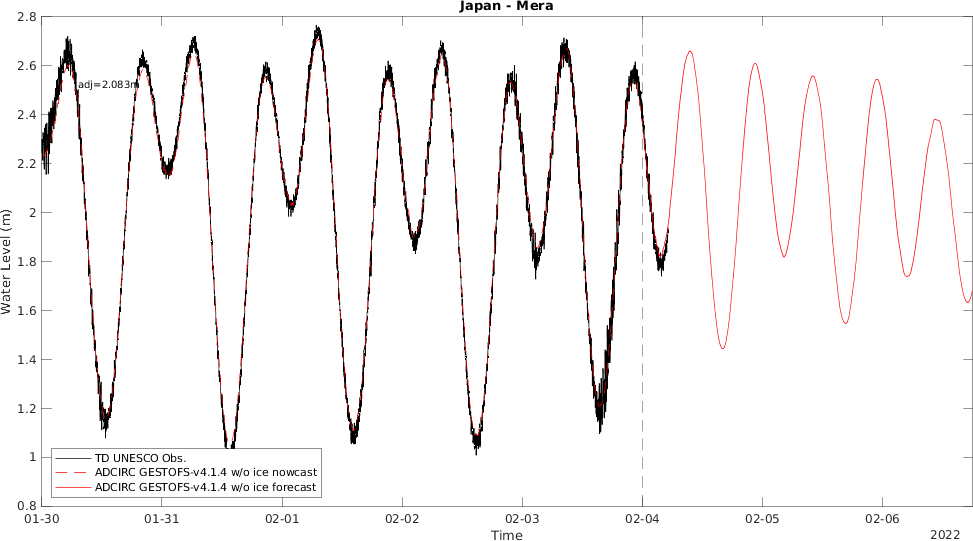 Japan - Mera
2.8
2.6
adj=2.083m
2.4
2.2
2
1.8
1.6
1.4
1.2
1
0.8
Water Level (m)
TD UNESCO Obs.
ADCIRC GESTOFS-v4.1.4 w/o ice nowcast
ADCIRC GESTOFS-v4.1.4 w/o ice forecast
01-30 01-31 02-01 02-02 02-03 02-04 02-05 02-06
Time
2022